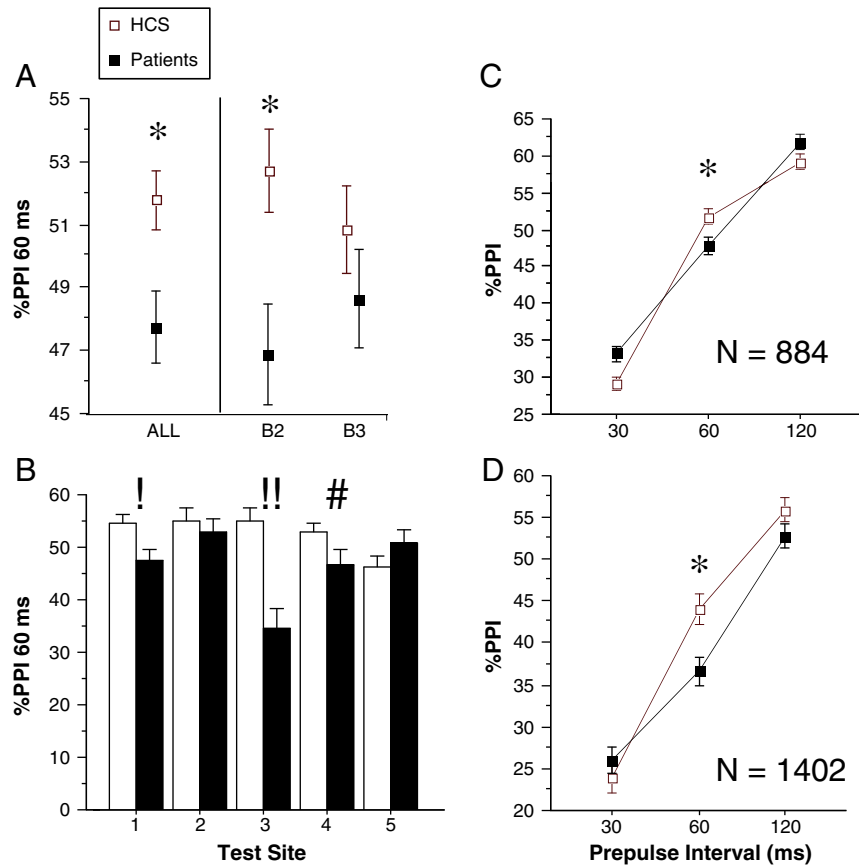 HCS
Patients
A
%PPI 60 ms
55
53
51
49
47
45
*
*
ALL
B2
B3
B
%PPI 60 ms
60
50
40
30
20
10
0
!
!!
#
1
2
3
4
5
Test Site
C
%PPI
65
60
55
50
45
40
35
30
25
*
N = 884
30
60
120
D
%PPI
60
55
50
45
40
35
30
25
20
*
N = 1402
30
60
120
Prepulse Interval (ms)